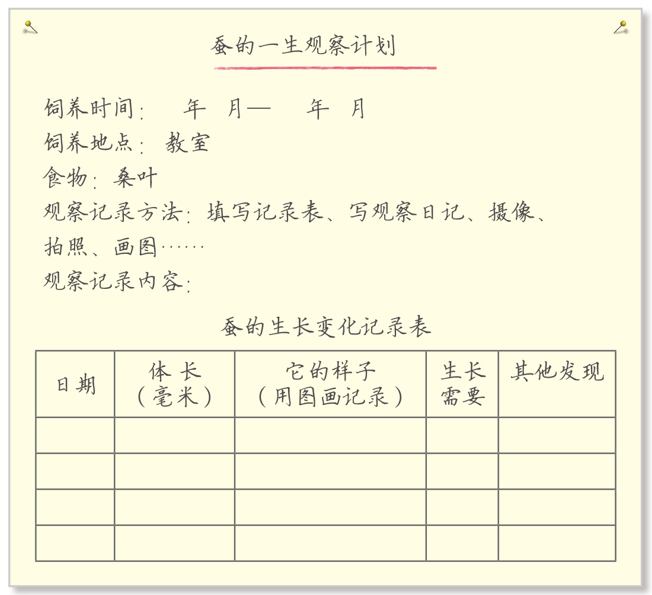 蚕的一生观察计划
饲养时间： 年 月— 年 月
饲养地点：教室
食物：桑叶
观察记录方法：填写记录表、写观察日记、摄像、
拍照、画图……
观察记录内容：
蚕的生长变化记录表
日期 体 长（毫米） 它的样子（用图画记录） 生长需要 其他发现